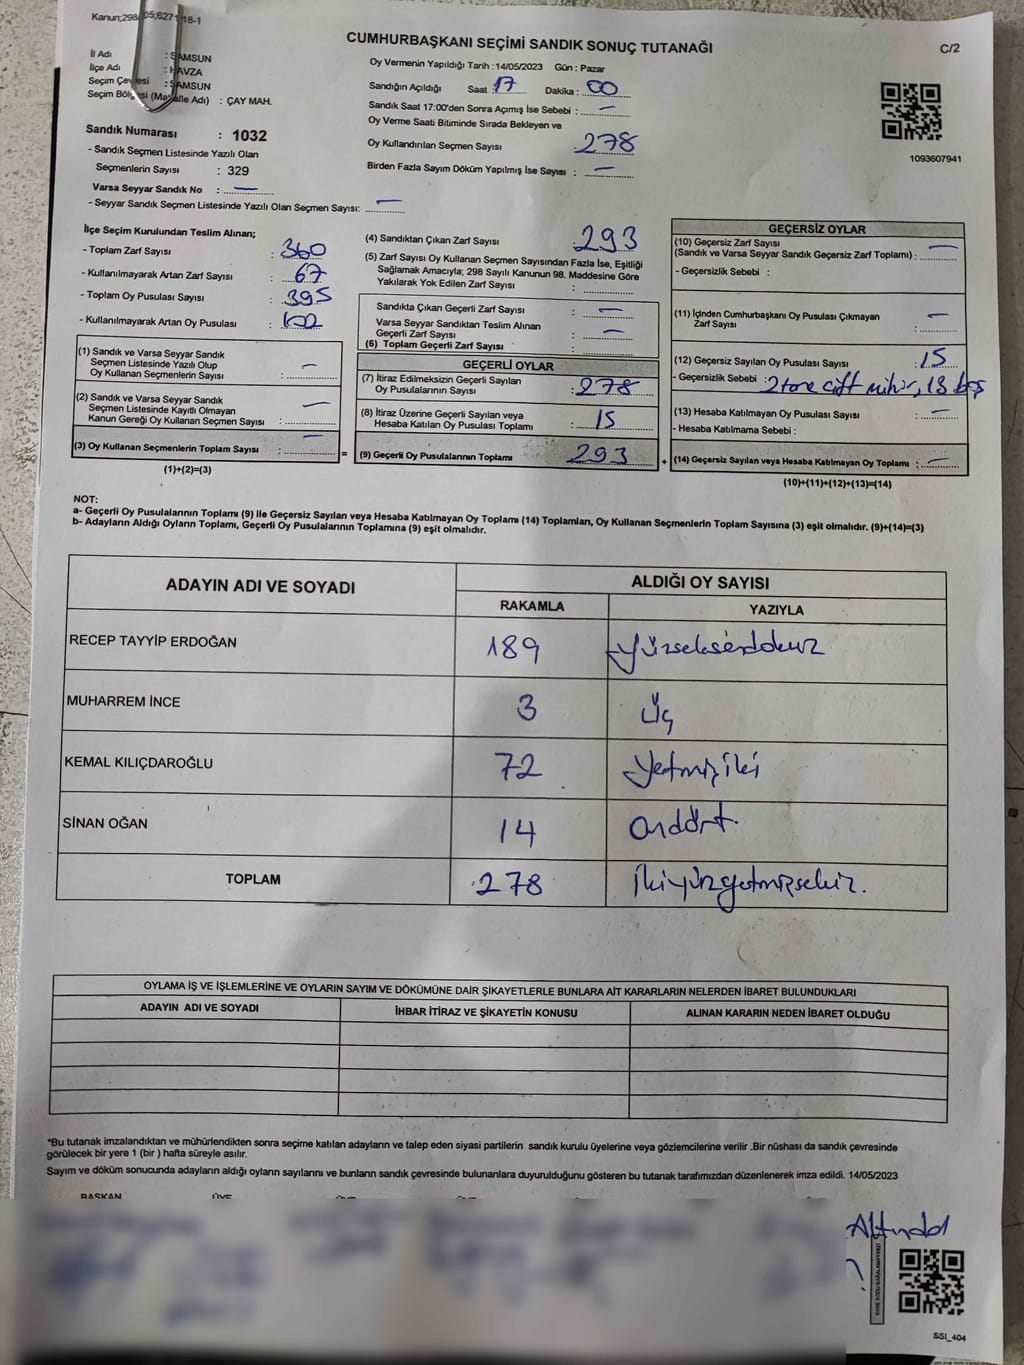 Kanun;298
05,6271
18-1
CUMHURBAŞKANI SEÇİMİ SANDIK SONUÇ TUTANAĞI
C/2
İl Adı : SAMSUN
İlçe Adı : HAVZA
Seçim Çevresi : SAMSUN
Seçim Bölgesi (Mahalle Adı) : ÇAY MAH.
Sandık Numarası : 1032
- Sandık Seçmen Listesinde Yazılı Olan
Seçmenlerin Sayısı : 329
Varsa Seyyar Sandık No : —
- Seyyar Sandık Seçmen Listesinde Yazılı Olan Seçmen Sayısı: —
Oy Vermenin Yapıldığı Tarih :14/05/2023 Gün : Pazar
Sandığın Açıldığı Saat : 17 Dakika : 00
Sandık Saat 17:00'den Sonra Açımış İse Sebebi : —
Oy Verme Saati Bitiminde Sırada Bekleyen ve
Oy Kullandırılan Seçmen Sayısı 278
Birden Fazla Sayım Döküm Yapılmış İse Sayısı : —
1093607941
İlçe Seçim Kurulundan Teslim Alınan;
- Toplam Zarf Sayısı : 360
- Kullanılmayarak Artan Zarf Sayısı : 67
- Toplam Oy Pusulası Sayısı : 395
- Kullanılmayarak Artan Oy Pusulası : 102
(1) Sandık ve Varsa Seyyar Sandık
Seçmen Listesinde Yazılı Olup
Oy Kullanan Seçmenlerin Sayısı : —
(2) Sandık ve Varsa Seyyar Sandık
Seçmen Listesinde Kayıtlı Olmayan
Kanun Gereği Oy Kullanan Seçmen Sayısı : —
(3) Oy Kullanan Seçmenlerin Toplam Sayısı : —
(1)+(2)=(3)
=
(4) Sandıktan Çıkan Zarf Sayısı : 293
(5) Zarf Sayısı Oy Kullanan Seçmen Sayısından Fazla İse, Eşitliği
Sağlamak Amacıyla; 298 Sayılı Kanunun 98. Maddesine Göre
Yakılarak Yok Edilen Zarf Sayısı :
Sandıkta Çıkan Geçerli Zarf Sayısı : —
Varsa Seyyar Sandıktan Teslim Alınan
Geçerli Zarf Sayısı : —
(6) Toplam Geçerli Zarf Sayısı :
GEÇERLİ OYLAR
(7) İtiraz Edilmeksizin Geçerli Sayılan
Oy Pusulalarının Sayısı : 278
(8) İtiraz Üzerine Geçerli Sayılan veya
Hesaba Katılan Oy Pusulası Toplamı : 15
(9) Geçerli Oy Pusulalarının Toplamı 293
+
GEÇERSİZ OYLAR
(10) Geçersiz Zarf Sayısı —
(Sandık ve Varsa Seyyar Sandık Geçersiz Zarf Toplamı) :
- Geçersizlik Sebebi :
(11) İçinden Cumhurbaşkanı Oy Pusulası Çıkmayan
Zarf Sayısı : —
(12) Geçersiz Sayılan Oy Pusulası Sayısı : 15
- Geçersizlik Sebebi : 2 tane çift mühür, 13 boş
(13) Hesaba Katılmayan Oy Pusulası Sayısı : —
- Hesaba Katılmama Sebebi :
(14) Geçersiz Sayılan veya Hesaba Katılmayan Oy Toplamı : —
(10)+(11)+(12)+(13)=(14)
NOT:
a- Geçerli Oy Pusulalarının Toplamı (9) ile Geçersiz Sayılan veya Hesaba Katılmayan Oy Toplamı (14) Toplamları, Oy Kullanan Seçmenlerin Toplam Sayısına (3) eşit olmalıdır. (9)+(14)=(3)
b- Adayların Aldığı Oyların Toplamı, Geçerli Oy Pusulalarının Toplamına (9) eşit olmalıdır.
ADAYIN ADI VE SOYADI
ALDIĞI OY SAYISI
RAKAMLA YAZIYLA
RECEP TAYYİP ERDOĞAN 189 yüzseksendokuz
MUHARREM İNCE 3 üç
KEMAL KILIÇDAROĞLU 72 yetmişiki
SİNAN OĞAN 14 ondört.
TOPLAM 278 ikiyüzyetmişsekiz.
OYLAMA İŞ VE İŞLEMLERİNE VE OYLARIN SAYIM VE DÖKÜMÜNE DAİR ŞİKAYETLERLE BUNLARA AİT KARARLARIN NELERDEN İBARET BULUNDUKLARI
ADAYIN ADI VE SOYADI İHBAR İTİRAZ VE ŞİKAYETİN KONUSU ALINAN KARARIN NEDEN İBARET OLDUĞU
*Bu tutanak imzalandıktan ve mühürlendikten sonra seçime katılan adayların ve talep eden siyasi partilerin sandık kurulu üyelerine veya gözlemcilerine verilir .Bir nüshası da sandık çevresinde
görülecek bir yere 1 (bir ) hafta süreyle asılır.
Sayım ve döküm sonucunda adayların aldığı oyların sayılarını ve bunların sandık çevresinde bulunanlara duyurulduğunu gösteren bu tutanak tarafımızdan düzenlenerek imza edildi. 14/05/2023
BAŞKAN ÜYE
KARE KODU KARALAMAYINIZ!
SSI_404